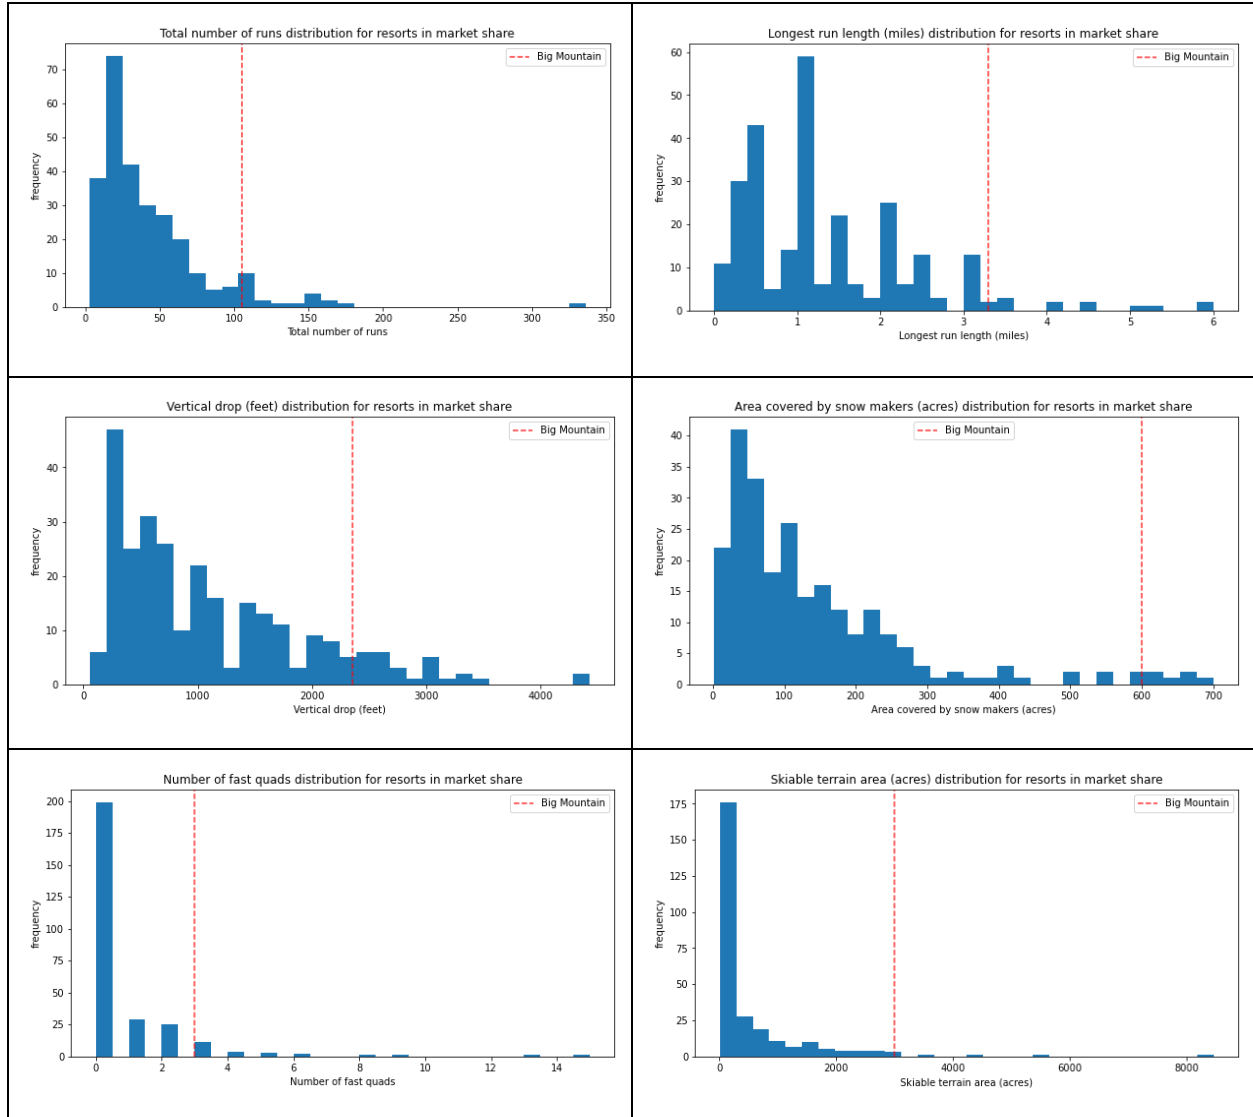 Total number of runs distribution for resorts in market share
Big Mountain
frequency
70
60
50
40
30
20
10
0
0 50 100 150 200 250 300 350
Total number of runs
Longest run length (miles) distribution for resorts in market share
Big Mountain
frequency
60
50
40
30
20
10
0
0 1 2 3 4 5 6
Longest run length (miles)
Vertical drop (feet) distribution for resorts in market share
Big Mountain
frequency
40
30
20
10
0
0 1000 2000 3000 4000
Vertical drop (feet)
Area covered by snow makers (acres) distribution for resorts in market share
Big Mountain
frequency
40
35
30
25
20
15
10
5
0
0 100 200 300 400 500 600 700
Area covered by snow makers (acres)
Number of fast quads distribution for resorts in market share
Big Mountain
frequency
200
175
150
125
100
75
50
25
0
0 2 4 6 8 10 12 14
Number of fast quads
Skiable terrain area (acres) distribution for resorts in market share
Big Mountain
frequency
175
150
125
100
75
50
25
0
0 2000 4000 6000 8000
Skiable terrain area (acres)